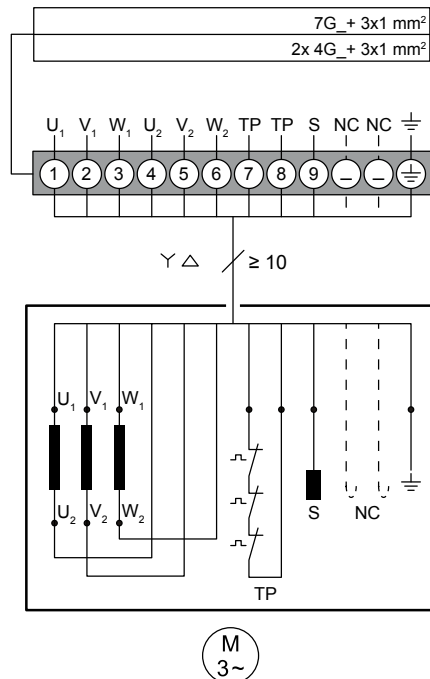 7G_+ 3x1 mm²
2x 4G_+ 3x1 mm²
U₁ V₁ W₁ U₂ V₂ W₂ TP TP S NC NC
1 2 3 4 5 6 7 8 9 _ _
≥ 10
U₁ V₁ W₁
U₂ V₂ W₂
S NC
TP
M
3~